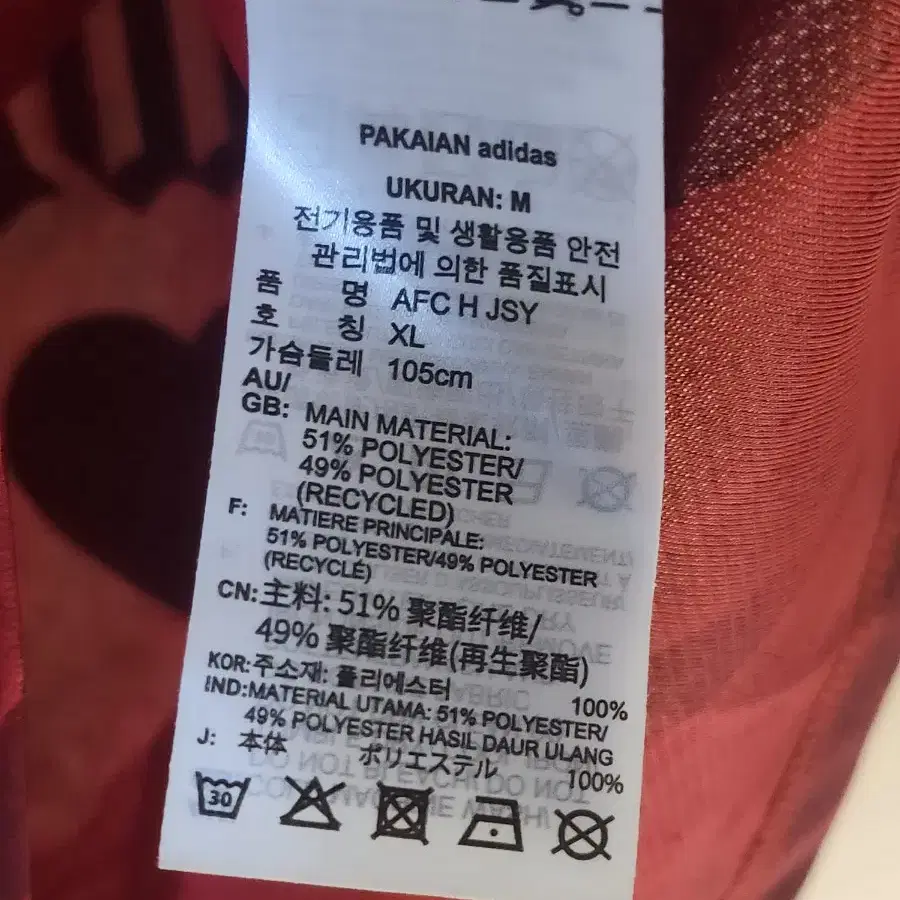 PAKAIAN adidas
UKURAN: M
전기용품 및 생활용품 안전
관리법에 의한 품질표시
품 명 AFC H JSY
호 칭 XL
가슴둘레 105cm
AU/
GB: MAIN MATERIAL:
51% POLYESTER/
49% POLYESTER
(RECYCLED)
F: MATIERE PRINCIPALE:
51% POLYESTER/49% POLYESTER
(RECYCLÉ)
CN: 主料: 51% 聚酯纤维/
49% 聚酯纤维(再生聚酯)
KOR: 주소재: 폴리에스터 100%
IND: MATERIAL UTAMA: 51% POLYESTER/
49% POLYESTER HASIL DAUR ULANG
J: 本体 ポリエステル 100%
30